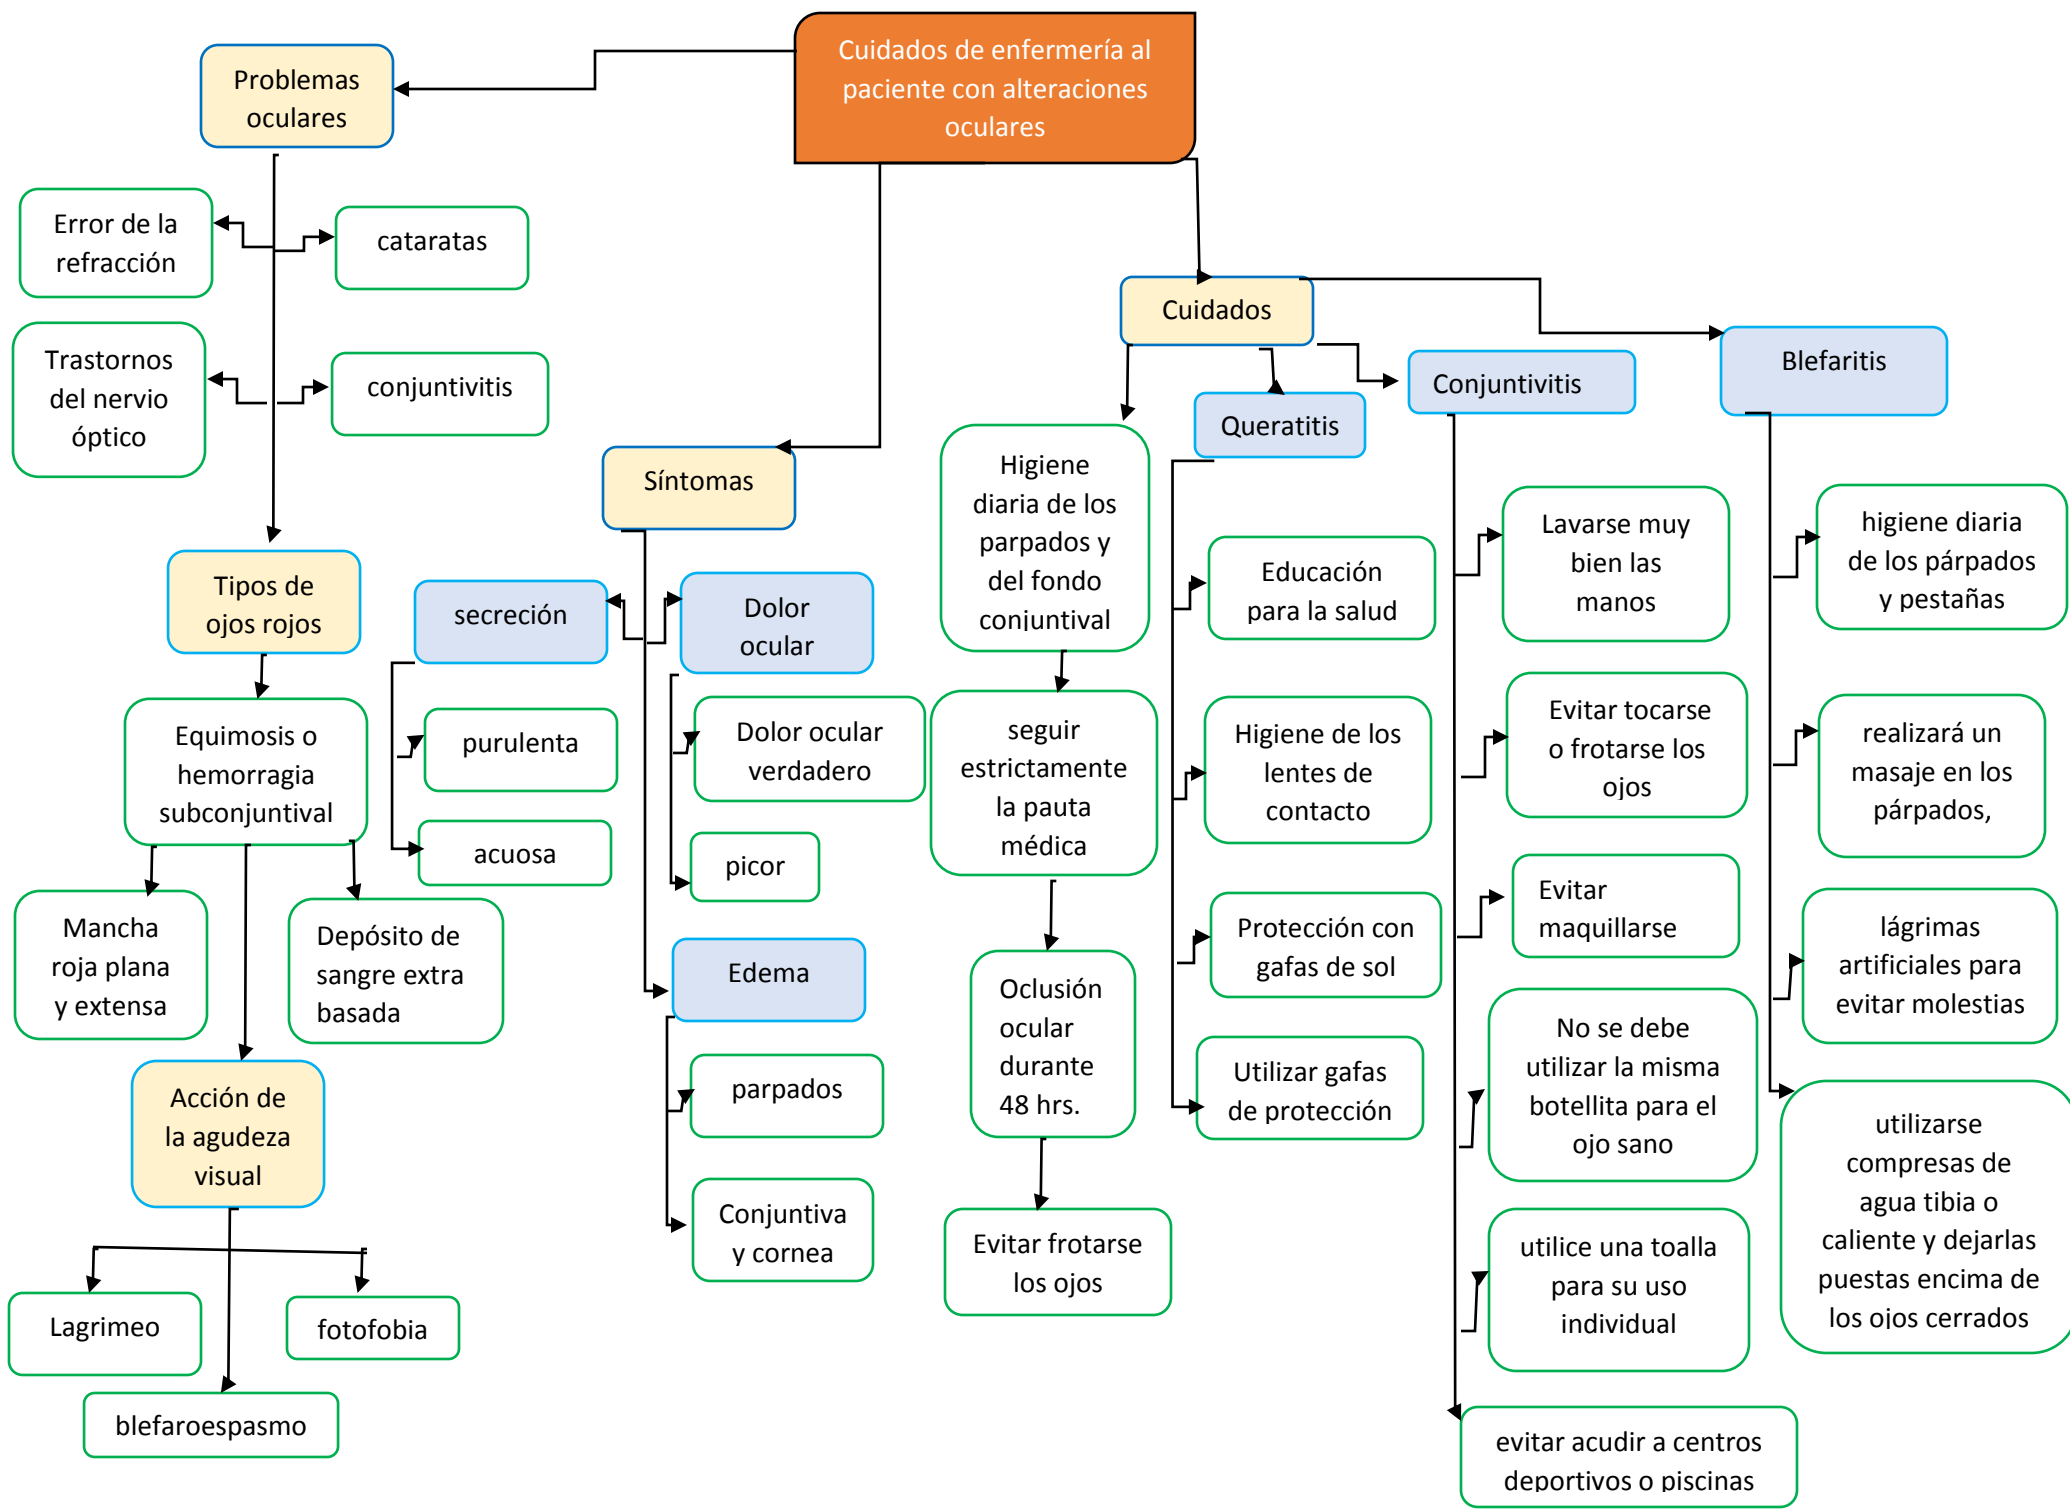 Cuidados de enfermería al
paciente con alteraciones
oculares
Problemas
oculares
Error de la
refracción
cataratas
Trastornos
del nervio
óptico
conjuntivitis
Tipos de
ojos rojos
Equimosis o
hemorragia
subconjuntival
Mancha
roja plana
y extensa
Depósito de
sangre extra
basada
Acción de
la agudeza
visual
Lagrimeo
fotofobia
blefaroespasmo
Síntomas
secreción
purulenta
acuosa
Dolor
ocular
Dolor ocular
verdadero
picor
Edema
parpados
Conjuntiva
y cornea
Cuidados
Higiene
diaria de los
parpados y
del fondo
conjuntival
seguir
estrictamente
la pauta
médica
Oclusión
ocular
durante
48 hrs.
Evitar frotarse
los ojos
Queratitis
Educación
para la salud
Higiene de los
lentes de
contacto
Protección con
gafas de sol
Utilizar gafas
de protección
Conjuntivitis
Lavarse muy
bien las
manos
Evitar tocarse
o frotarse los
ojos
Evitar
maquillarse
No se debe
utilizar la misma
botellita para el
ojo sano
utilice una toalla
para su uso
individual
evitar acudir a centros
deportivos o piscinas
Blefaritis
higiene diaria
de los párpados
y pestañas
realizará un
masaje en los
párpados,
lágrimas
artificiales para
evitar molestias
utilizarse
compresas de
agua tibia o
caliente y dejarlas
puestas encima de
los ojos cerrados